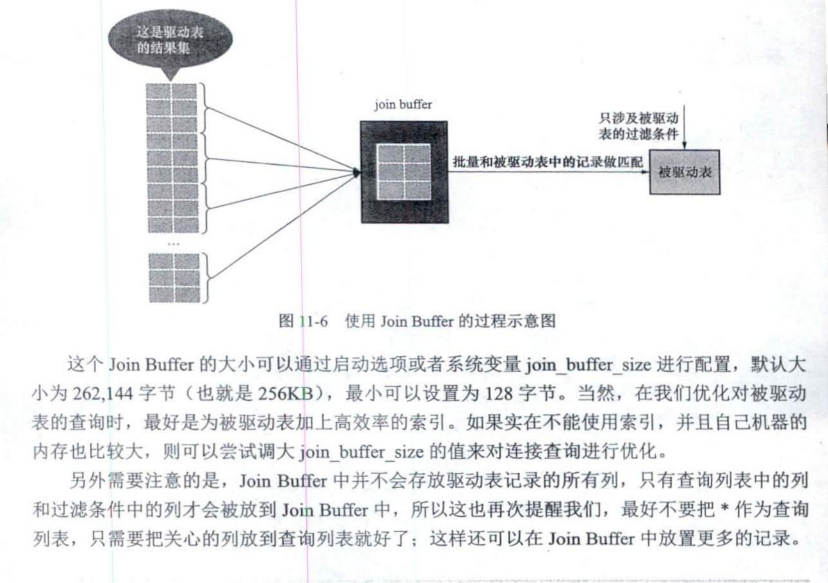 这是驱动表
的结果集
join buffer
只涉及被驱动
表的过滤条件
批量和被驱动表中的记录做匹配
被驱动表
...
图 11-6 使用 Join Buffer 的过程示意图
这个 Join Buffer 的大小可以通过启动选项或者系统变量 join_buffer_size 进行配置，默认大
小为 262,144 字节（也就是 256KB），最小可以设置为 128 字节。当然，在我们优化对被驱动
表的查询时，最好是为被驱动表加上高效率的索引。如果实在不能使用索引，并且自己机器的
内存也比较大，则可以尝试调大 join_buffer_size 的值来对连接查询进行优化。
另外需要注意的是，Join Buffer 中并不会存放驱动表记录的所有列，只有查询列表中的列
和过滤条件中的列才会被放到 Join Buffer 中，所以这也再次提醒我们，最好不要把 * 作为查询
列表，只需要把关心的列放到查询列表就好了；这样还可以在 Join Buffer 中放置更多的记录。